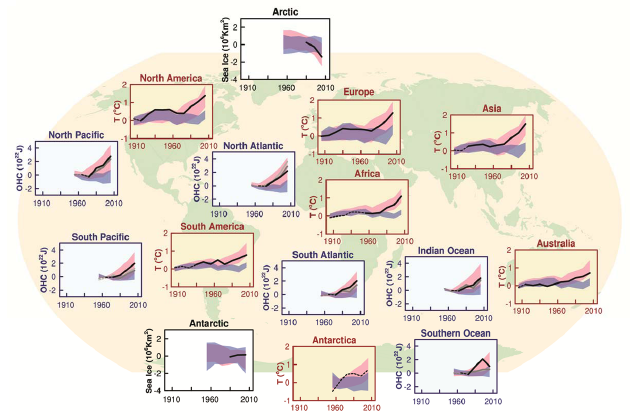 Arctic
Sea Ice (10⁶Km²)
2
0
-2
-4
1910 1960 2010
North America
T (°C)
2
1
0
-1
1910 1960 2010
Europe
T (°C)
2
1
0
-1
1910 1960 2010
Asia
T (°C)
2
1
0
-1
1910 1960 2010
North Pacific
OHC (10²²J)
4
2
0
-2
1910 1960 2010
North Atlantic
OHC (10²²J)
4
2
0
-2
1910 1960 2010
Africa
T (°C)
2
1
0
-1
1910 1960 2010
South Pacific
OHC (10²²J)
4
2
0
-2
1910 1960 2010
South America
T (°C)
2
1
0
-1
1910 1960 2010
South Atlantic
OHC (10²²J)
4
2
0
-2
1910 1960 2010
Indian Ocean
OHC (10²²J)
4
2
0
-2
1910 1960 2010
Australia
T (°C)
2
1
0
-1
1910 1960 2010
Antarctic
Sea Ice (10⁶Km²)
2
0
-2
-4
1910 1960 2010
Antarctica
T (°C)
2
1
0
-1
1910 1960 2010
Southern Ocean
OHC (10²²J)
4
2
0
-2
1910 1960 2010